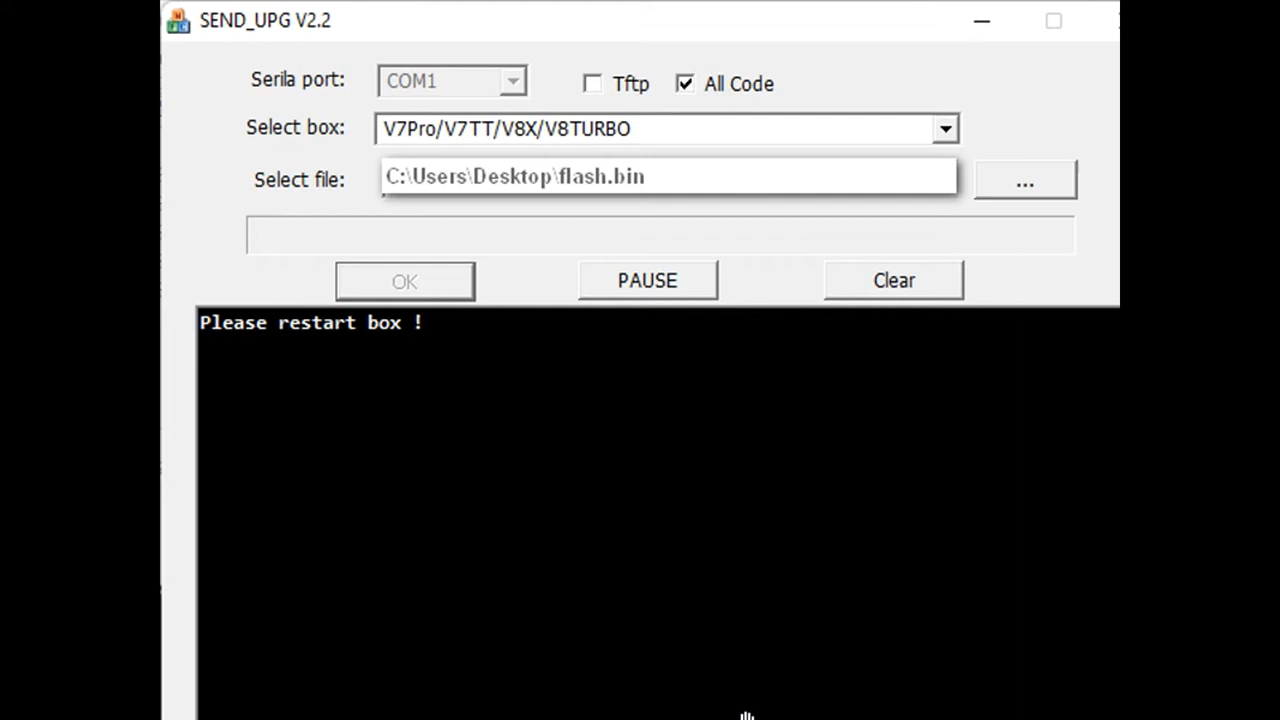 SEND_UPG V2.2
Serila port: COM1 Tftp All Code
Select box: V7Pro/V7TT/V8X/V8TURBO
Select file: C:\Users\Desktop\flash.bin ...
OK PAUSE Clear
Please restart box !